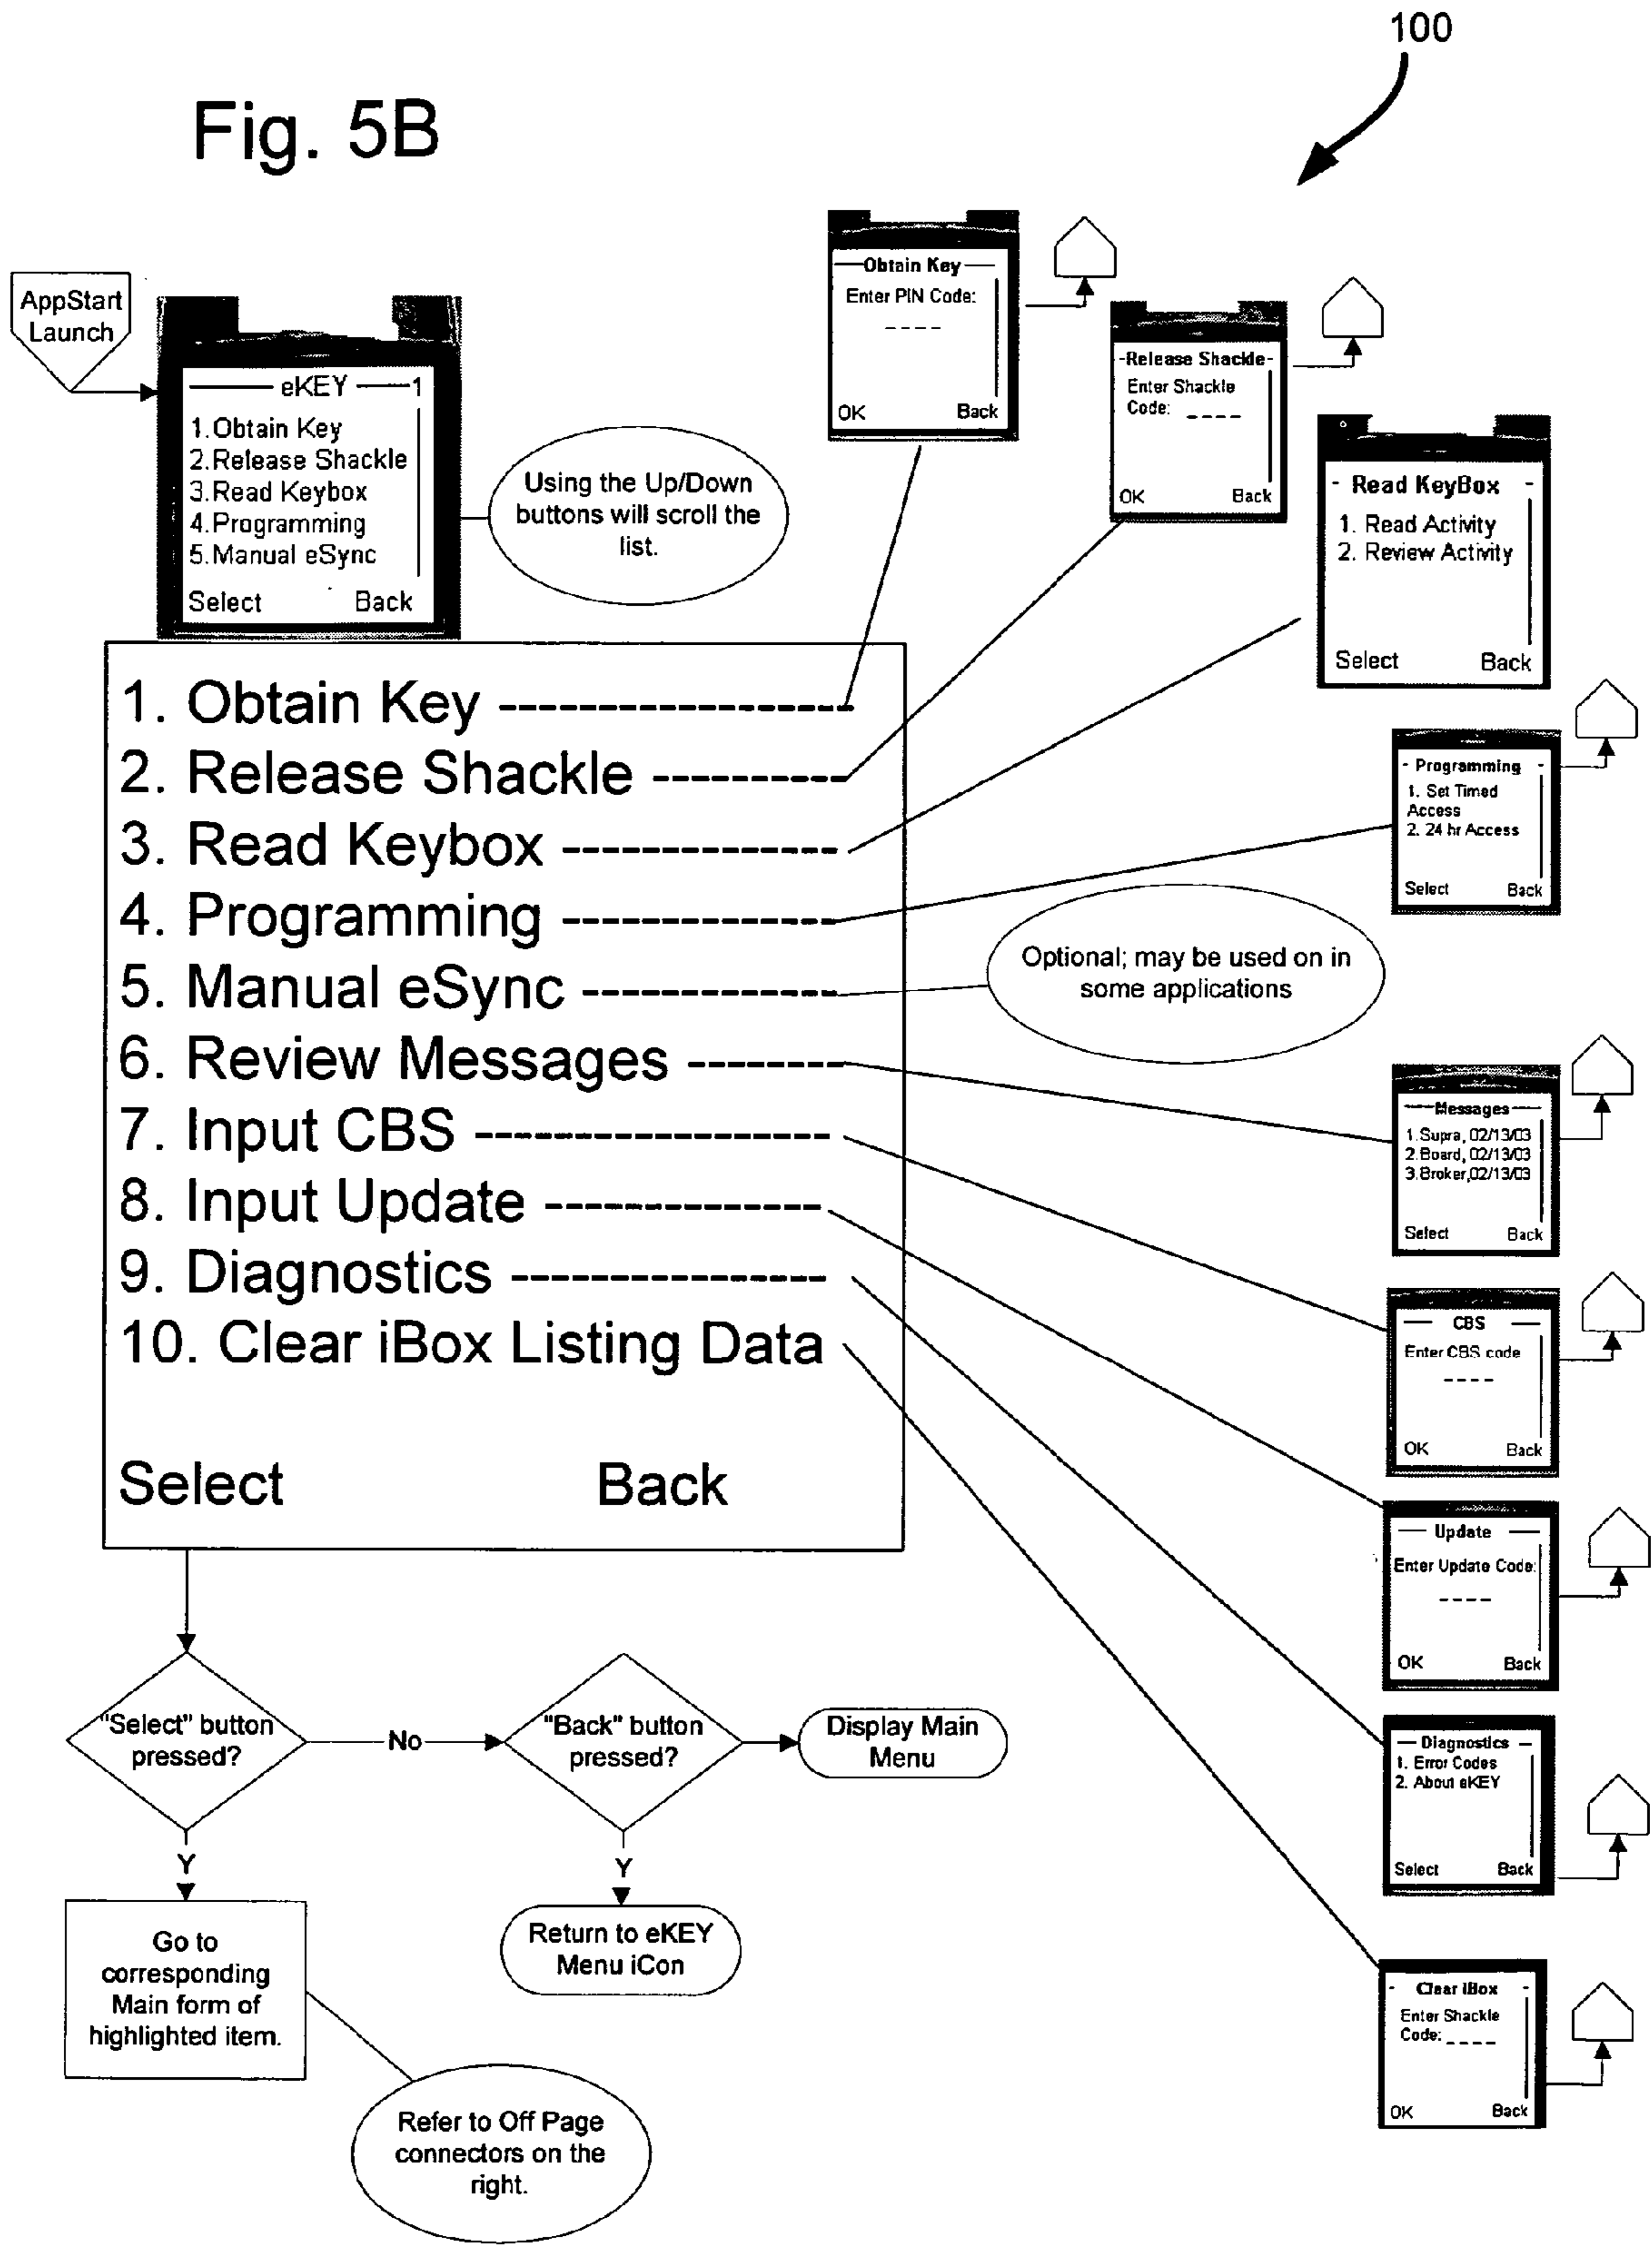 100
Fig. 5B
AppStart
Launch
eKEY 1
1.Obtain Key
2.Release Shackle
3.Read Keybox
4.Programming
5.Manual eSync
Select Back
Using the Up/Down
buttons will scroll the
list.
Obtain Key
Enter PIN Code:
_ _ _ _
OK Back
-Release Shackle-
Enter Shackle
Code: _ _ _ _
OK Back
- Read KeyBox -
1. Read Activity
2. Review Activity
Select Back
1. Obtain Key
2. Release Shackle
3. Read Keybox
4. Programming
5. Manual eSync
6. Review Messages
7. Input CBS
8. Input Update
9. Diagnostics
10. Clear iBox Listing Data
Select Back
- Programming -
1. Set Timed
Access
2. 24 hr Access
Select Back
Optional; may be used on in
some applications
Messages
1.Supra, 02/13/03
2.Board, 02/13/03
3.Broker,02/13/03
Select Back
CBS
Enter CBS code
----
OK Back
Update
Enter Update Code:
----
OK Back
Diagnostics
1. Error Codes
2. About eKEY
Select Back
- Clear iBox -
Enter Shackle
Code: _ _ _ _
OK Back
"Select" button
pressed?
No
"Back" button
pressed?
Display Main
Menu
Y
Y
Go to
corresponding
Main form of
highlighted item.
Return to eKEY
Menu iCon
Refer to Off Page
connectors on the
right.